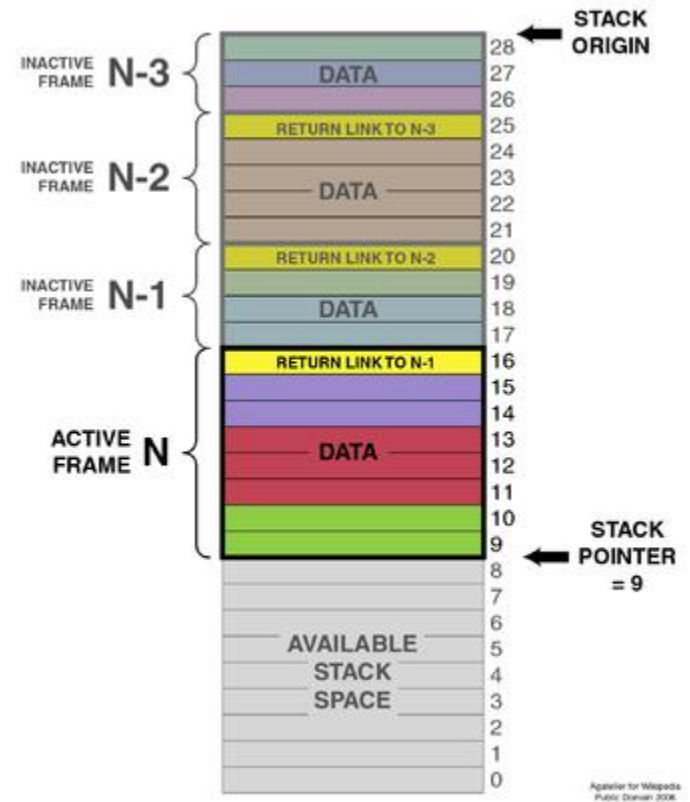 STACK
ORIGIN
28
INACTIVE
FRAME N-3
DATA
27
26
RETURN LINK TO N-3
25
24
INACTIVE
FRAME N-2
23
DATA
22
21
RETURN LINK TO N-2
20
19
INACTIVE
FRAME N-1
DATA
18
17
RETURN LINK TO N-1
16
15
14
ACTIVE
FRAME N
13
DATA
12
11
10
9
STACK
POINTER
= 9
8
7
6
AVAILABLE
STACK
SPACE
5
4
3
2
1
0
Agateller for Wikipedia
Public Domain 2006